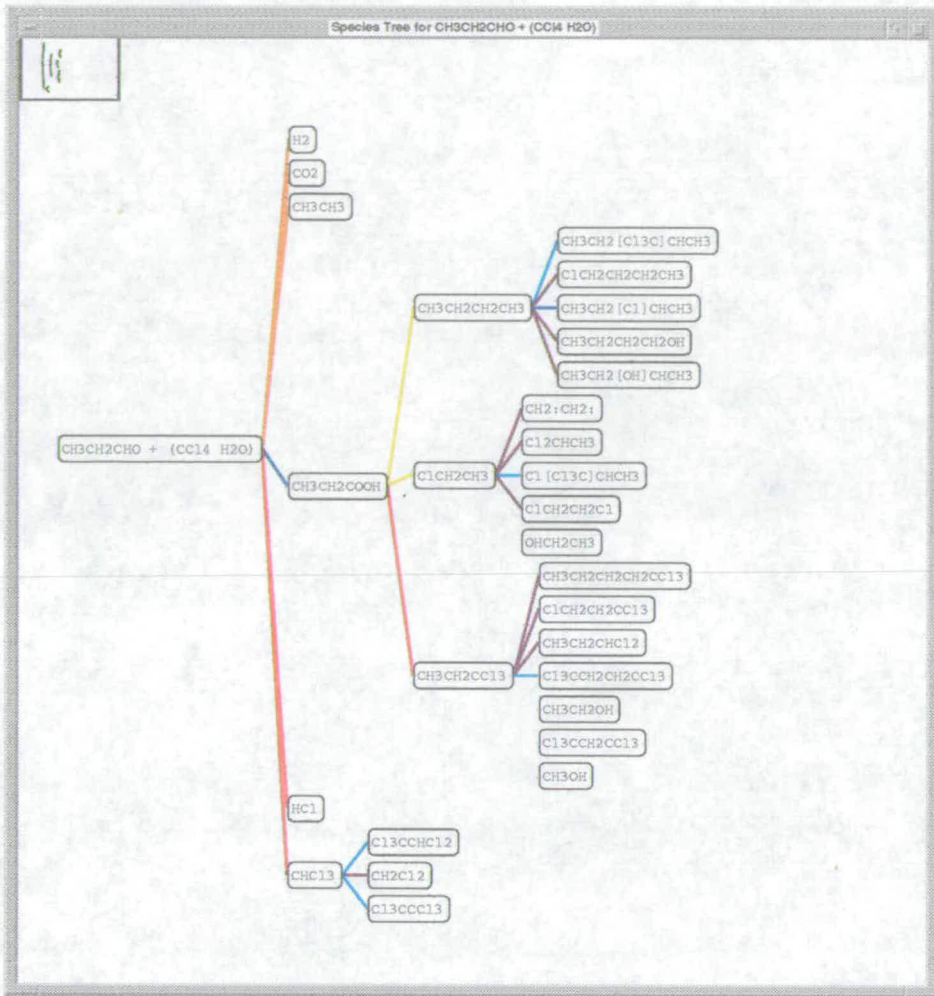 Species Tree for CH3CH2CHO + (CCl4 H2O)
H2
CO2
CH3CH3
CH3CH2[Cl3C]CHCH3
ClCH2CH2CH2CH3
CH3CH2CH2CH3
CH3CH2[Cl]CHCH3
CH3CH2CH2CH2OH
CH3CH2[OH]CHCH3
CH2:CH2:
Cl2CHCH3
CH3CH2CHO + (CCl4 H2O)
ClCH2CH3
Cl[Cl3C]CHCH3
CH3CH2COOH
ClCH2CH2Cl
OHCH2CH3
CH3CH2CH2CH2CCl3
ClCH2CH2CCl3
CH3CH2CHCl2
CH3CH2CCl3
Cl3CCH2CH2CCl3
CH3CH2OH
Cl3CCH2CCl3
CH3OH
HCl
Cl3CCHCl2
CHCl3
CH2Cl2
Cl3CCCl3